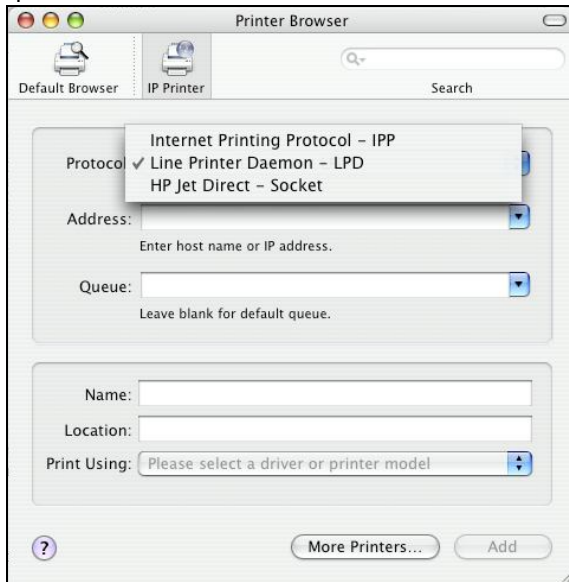 Printer Browser
Default Browser
IP Printer
Search
Protocol
Internet Printing Protocol – IPP
✓ Line Printer Daemon – LPD
HP Jet Direct – Socket
Address:
Enter host name or IP address.
Queue:
Leave blank for default queue.
Name:
Location:
Print Using: Please select a driver or printer model
?
More Printers... Add